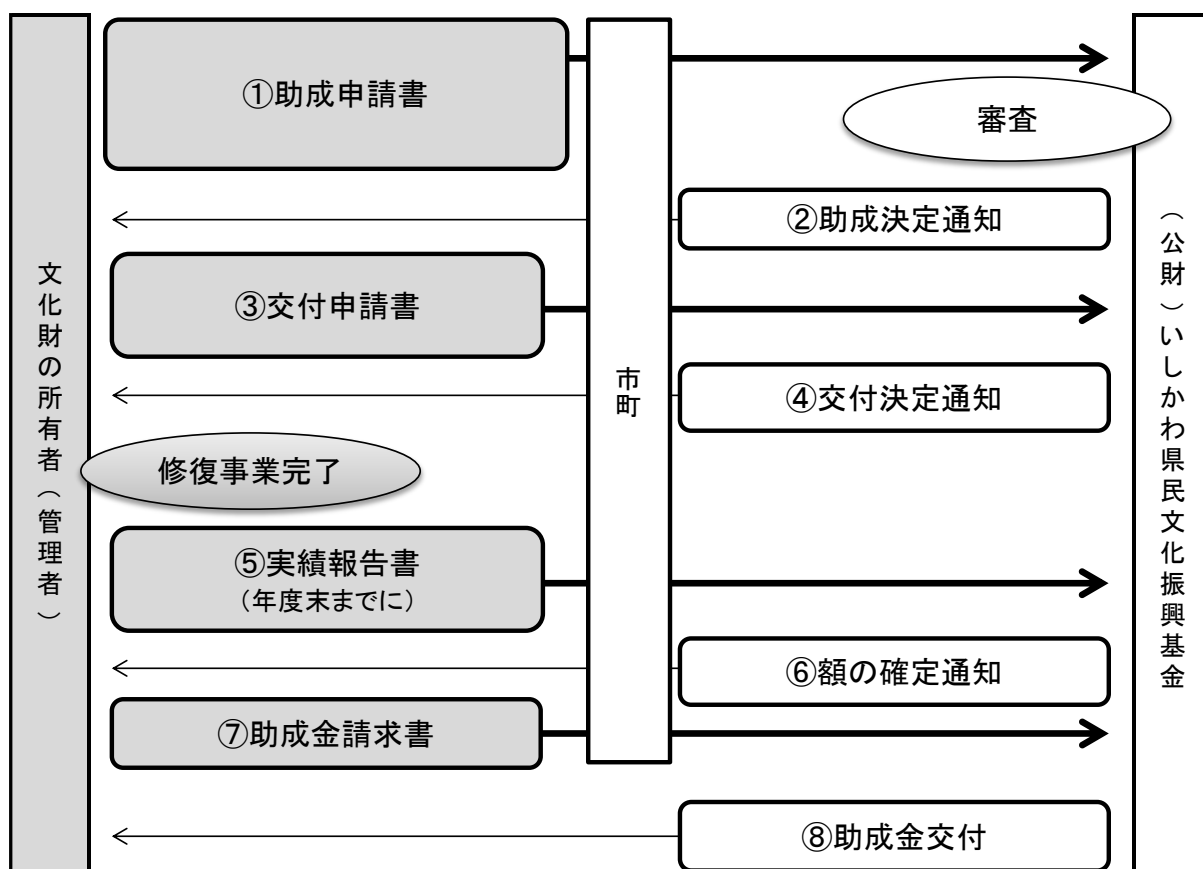 ①助成申請書
審査
②助成決定通知
③交付申請書
④交付決定通知
修復事業完了
⑤実績報告書
（年度末までに）
⑥額の確定通知
⑦助成金請求書
⑧助成金交付
文化財の所有者（管理者）
市町
（公財）いしかわ県民文化振興基金